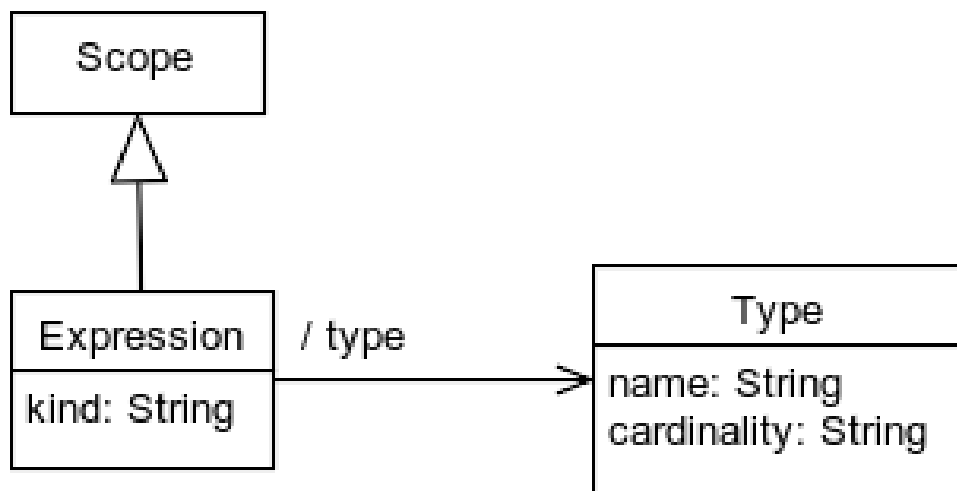 Scope
Expression
kind: String
/ type
Type
name: String
cardinality: String